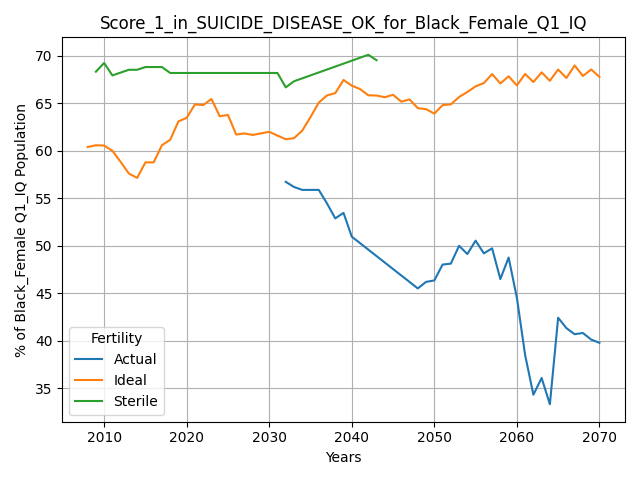 Score_1_in_SUICIDE_DISEASE_OK_for_Black_Female_Q1_IQ
% of Black_Female Q1_IQ Population
70
65
60
55
50
45
40
35
Fertility
Actual
Ideal
Sterile
2010 2020 2030 2040 2050 2060 2070
Years